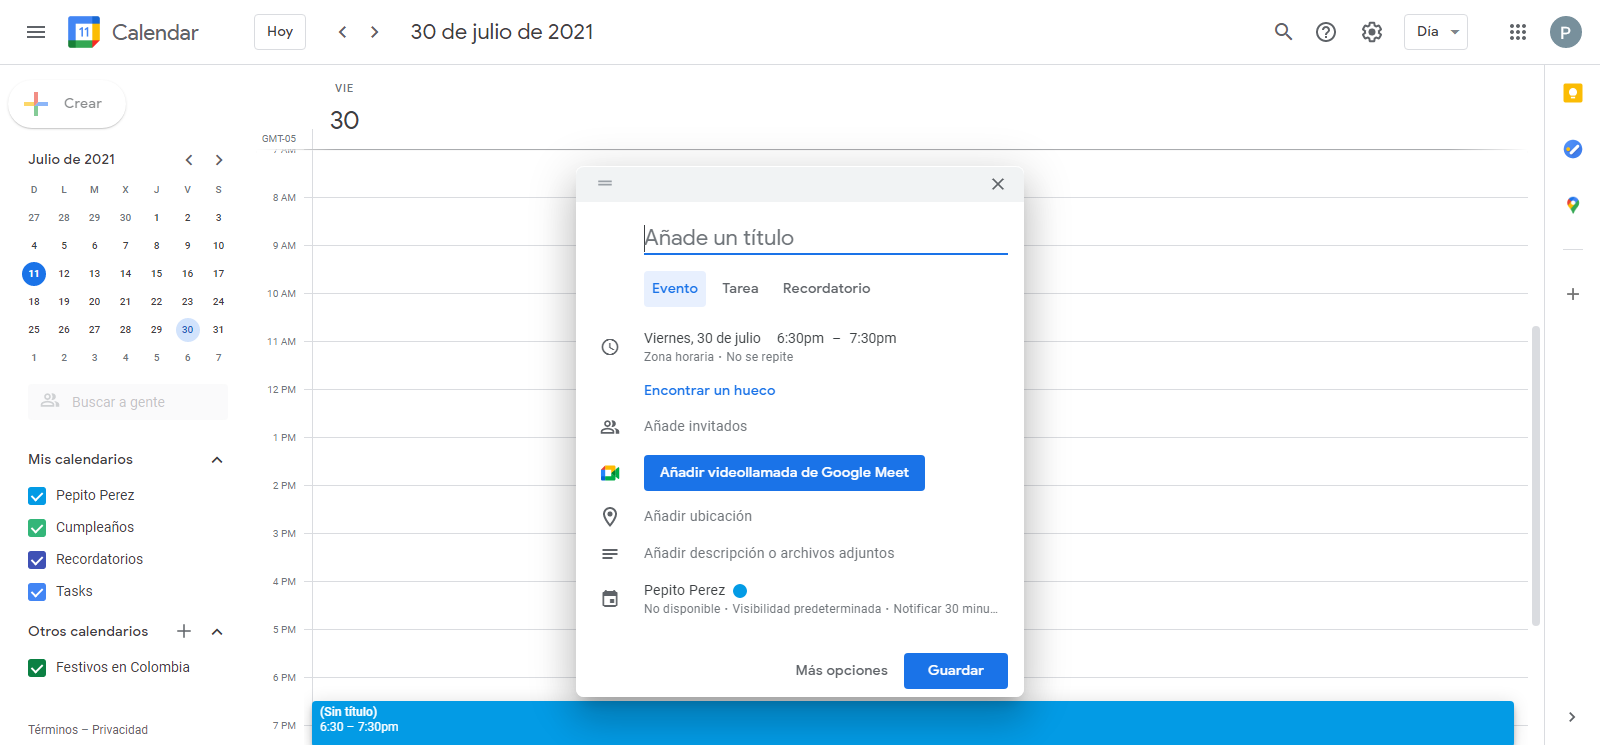 11 Calendar Hoy 30 de julio de 2021 Día P
Crear
Julio de 2021
D L M X J V S
27 28 29 30 1 2 3
4 5 6 7 8 9 10
11 12 13 14 15 16 17
18 19 20 21 22 23 24
25 26 27 28 29 30 31
1 2 3 4 5 6 7
Buscar a gente
Mis calendarios
Pepito Perez
Cumpleaños
Recordatorios
Tasks
Otros calendarios
Festivos en Colombia
Términos – Privacidad
VIE
30
GMT-05
7 AM
8 AM
9 AM
10 AM
11 AM
12 PM
1 PM
2 PM
3 PM
4 PM
5 PM
6 PM
7 PM
Añade un título
Evento Tarea Recordatorio
Viernes, 30 de julio 6:30pm – 7:30pm
Zona horaria · No se repite
Encontrar un hueco
Añade invitados
Añadir videollamada de Google Meet
Añadir ubicación
Añadir descripción o archivos adjuntos
Pepito Perez
No disponible · Visibilidad predeterminada · Notificar 30 minu...
Más opciones Guardar
(Sin título)
6:30 – 7:30pm